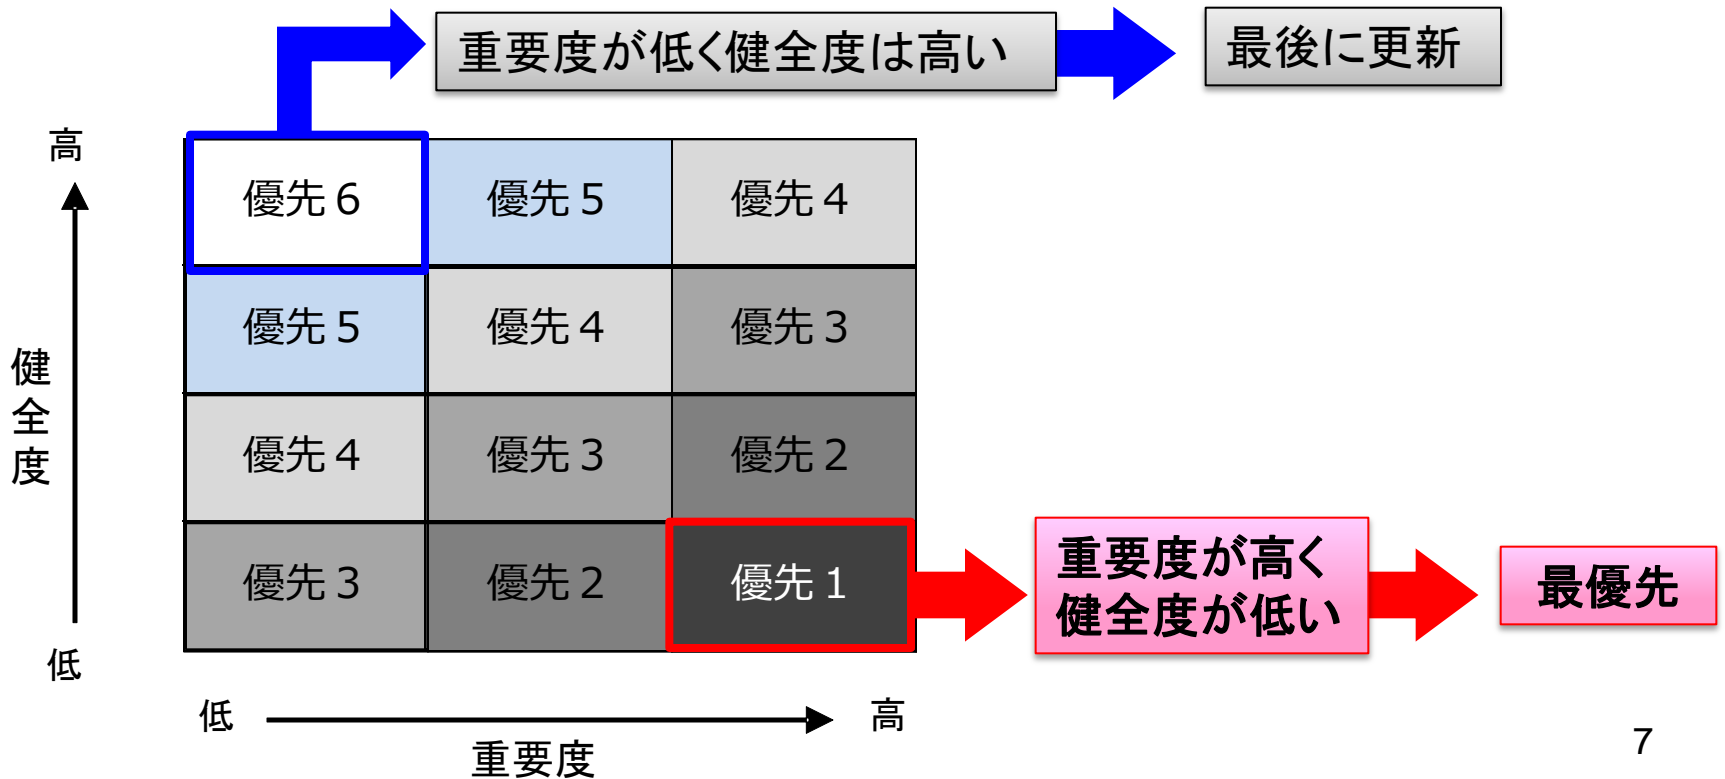 重要度が低く健全度は高い
最後に更新
高
優先６
優先５
優先４
優先５
優先４
優先３
健全度
優先４
優先３
優先２
優先３
優先２
優先１
重要度が高く
健全度が低い
最優先
低
低
高
重要度
7